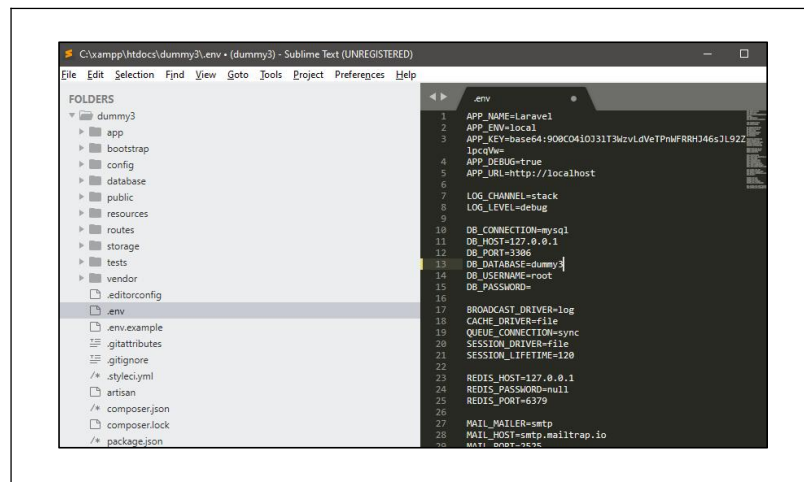 C:\xampp\htdocs\dummy3\.env • (dummy3) - Sublime Text (UNREGISTERED)
File Edit Selection Find View Goto Tools Project Preferences Help
FOLDERS
dummy3
app
bootstrap
config
database
public
resources
routes
storage
tests
vendor
.editorconfig
.env
.env.example
.gitattributes
.gitignore
/* .styleci.yml
artisan
/* composer.json
composer.lock
/* package.json
.env
1 APP_NAME=Laravel
2 APP_ENV=local
3
4 APP_DEBUG=true
5 APP_URL=http://localhost
6
7 LOG_CHANNEL=stack
8 LOG_LEVEL=debug
9
10 DB_CONNECTION=mysql
11 DB_HOST=127.0.0.1
12 DB_PORT=3306
13 DB_DATABASE=dummy3
14 DB_USERNAME=root
15 DB_PASSWORD=
16
17 BROADCAST_DRIVER=log
18 CACHE_DRIVER=file
19 QUEUE_CONNECTION=sync
20 SESSION_DRIVER=file
21 SESSION_LIFETIME=120
22
23 REDIS_HOST=127.0.0.1
24 REDIS_PASSWORD=null
25 REDIS_PORT=6379
26
27 MAIL_MAILER=smtp
28 MAIL_HOST=smtp.mailtrap.io
29 MAIL_PORT=2525